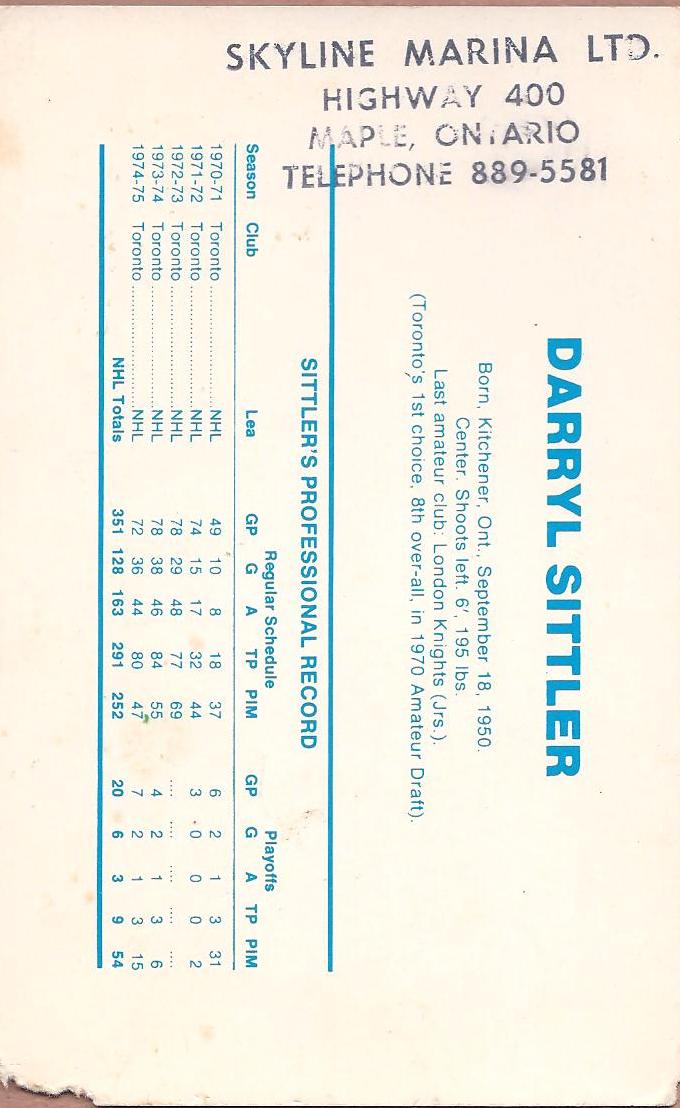 SKYLINE MARINA LTD.
HIGHWAY 400
MAPLE, ONTARIO
TELEPHONE 889-5581
DARRYL SITTLER
Born, Kitchener, Ont., September 18, 1950.
Center. Shoots left. 6', 195 lbs.
Last amateur club: London Knights (Jrs.).
(Toronto's 1st choice, 8th over-all, in 1970 Amateur Draft).
SITTLER'S PROFESSIONAL RECORD
Regular Schedule Playoffs
Season Club Lea GP G A TP PIM GP G A TP PIM
1970-71 Toronto ........................ NHL 49 10 8 18 37 6 2 1 3 31
1971-72 Toronto ........................ NHL 74 15 17 32 44 3 0 0 0 2
1972-73 Toronto ........................ NHL 78 29 48 77 69 .... .... .... .... ....
1973-74 Toronto ........................ NHL 78 38 46 84 55 4 2 1 3 6
1974-75 Toronto ........................ NHL 72 36 44 80 47 7 2 1 3 15
NHL Totals 351 128 163 291 252 20 6 3 9 54